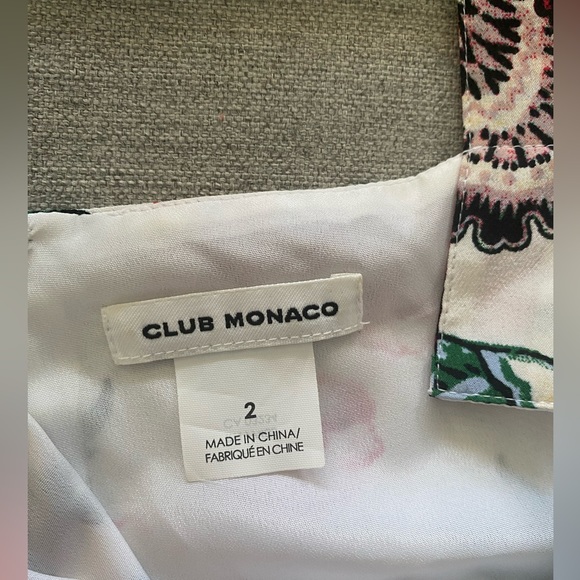 CLUB MONACO
2
MADE IN CHINA/
FABRIQUÉ EN CHINE